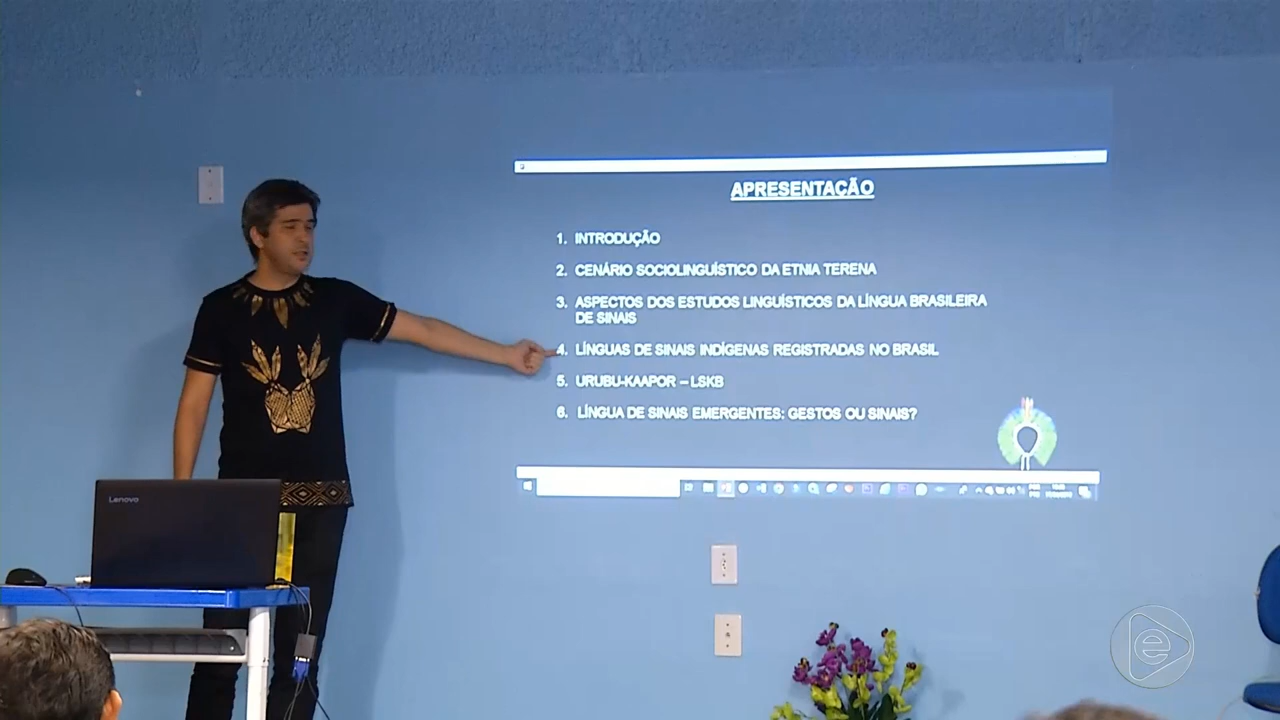 APRESENTAÇÃO
1. INTRODUÇÃO
2. CENÁRIO SOCIOLINGUÍSTICO DA ETNIA TERENA
3. ASPECTOS DOS ESTUDOS LINGUÍSTICOS DA LÍNGUA BRASILEIRA
DE SINAIS
4. LÍNGUAS DE SINAIS INDÍGENAS REGISTRADAS NO BRASIL
5. URUBU-KAAPOR – LSKB
6. LÍNGUA DE SINAIS EMERGENTES: GESTOS OU SINAIS?
Lenovo
e